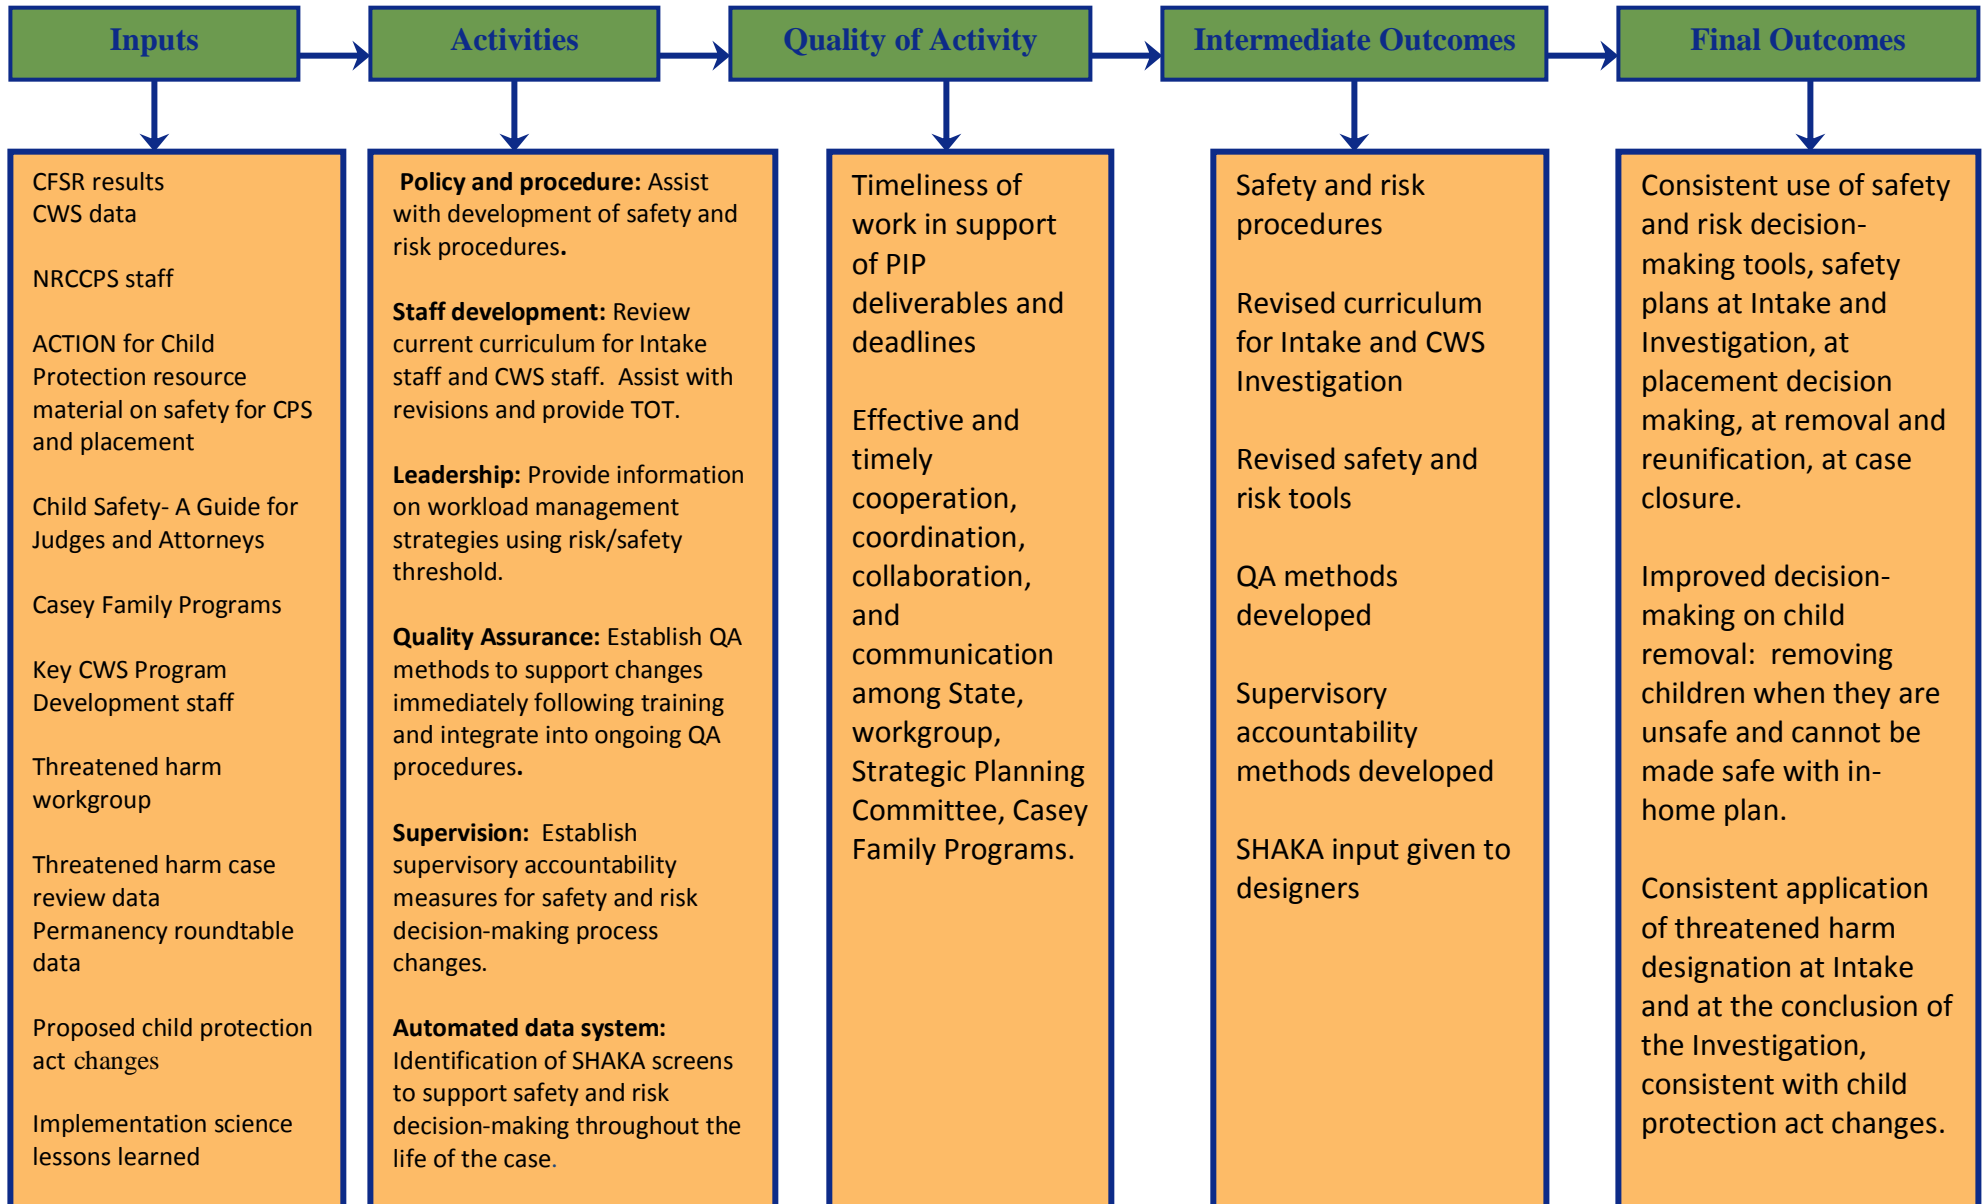 Inputs
Activities
Quality of Activity
Intermediate Outcomes
Final Outcomes
CFSR results
CWS data
NRCCPS staff
ACTION for Child
Protection resource
material on safety for CPS
and placement
Child Safety- A Guide for
Judges and Attorneys
Casey Family Programs
Key CWS Program
Development staff
Threatened harm
workgroup
Threatened harm case
review data
Permanency roundtable
data
Proposed child protection
act changes
Implementation science
lessons learned
Policy and procedure: Assist
with development of safety and
risk procedures.
Staff development: Review
current curriculum for Intake
staff and CWS staff.  Assist with
revisions and provide TOT.
Leadership: Provide information
on workload management
strategies using risk/safety
threshold.
Quality Assurance: Establish QA
methods to support changes
immediately following training
and integrate into ongoing QA
procedures.
Supervision:  Establish
supervisory accountability
measures for safety and risk
decision-making process
changes.
Automated data system:
Identification of SHAKA screens
to support safety and risk
decision-making throughout the
life of the case.
Timeliness of
work in support
of PIP
deliverables and
deadlines
Effective and
timely
cooperation,
coordination,
collaboration,
and
communication
among State,
workgroup,
Strategic Planning
Committee, Casey
Family Programs.
Safety and risk
procedures
Revised curriculum
for Intake and CWS
Investigation
Revised safety and
risk tools
QA methods
developed
Supervisory
accountability
methods developed
SHAKA input given to
designers
Consistent use of safety
and risk decision-
making tools, safety
plans at Intake and
Investigation, at
placement decision
making, at removal and
reunification, at case
closure.
Improved decision-
making on child
removal:  removing
children when they are
unsafe and cannot be
made safe with in-
home plan.
Consistent application
of threatened harm
designation at Intake
and at the conclusion of
the Investigation,
consistent with child
protection act changes.